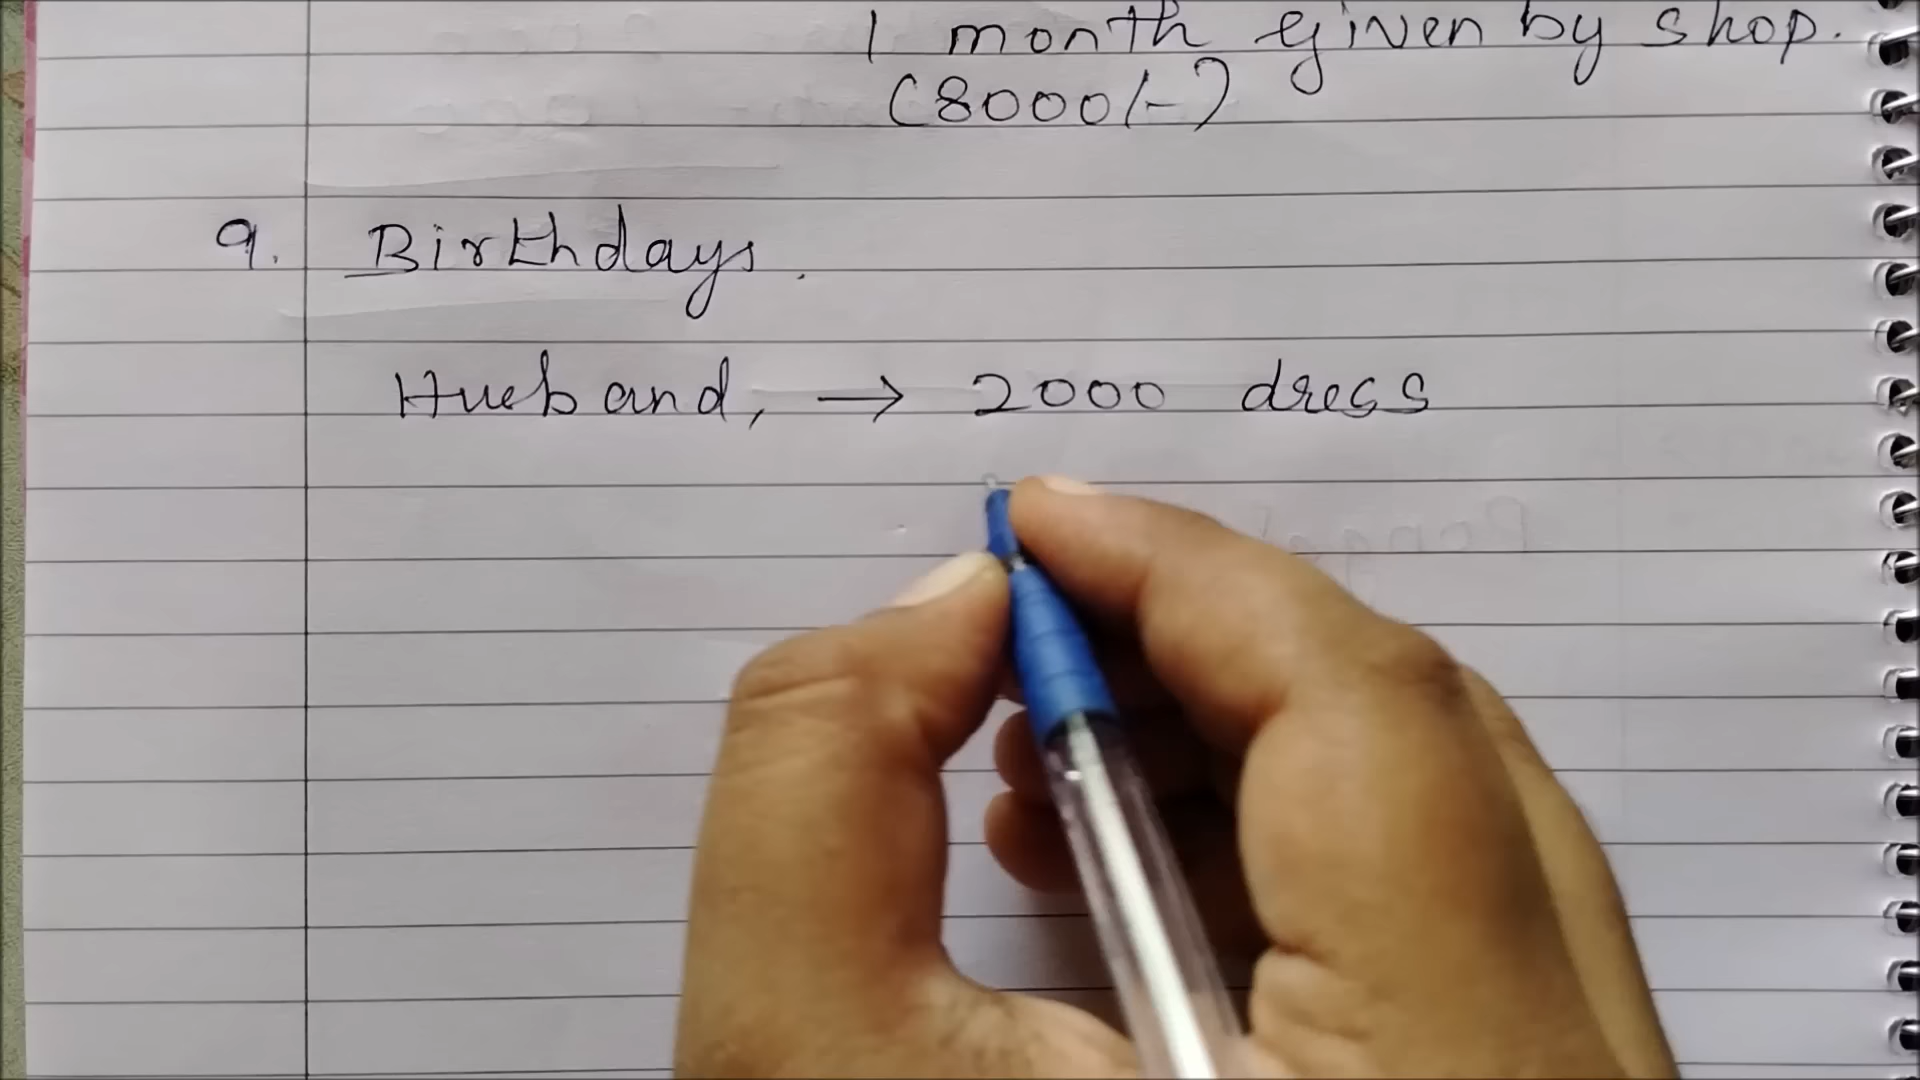 1 month given by shop.
(8000/-)
9. Birthdays.
Husband, → 2000 dress